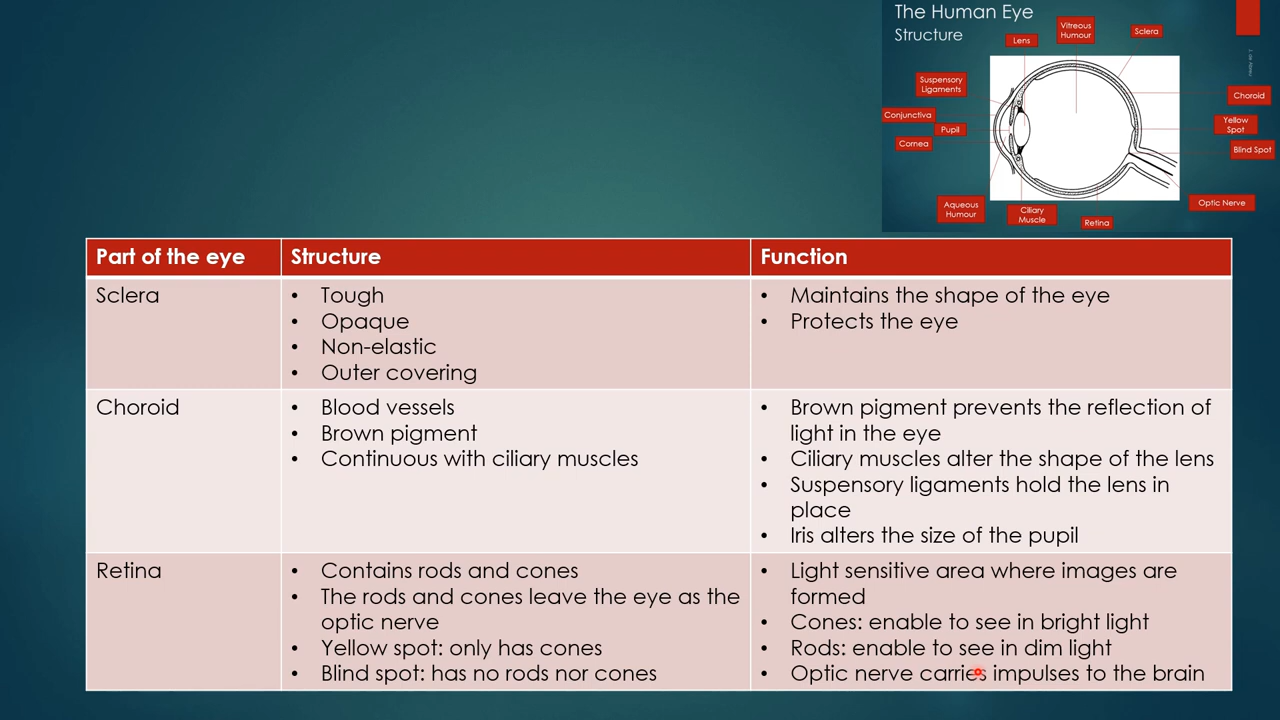 The Human Eye
Structure
Vitreous
Humour
Sclera
Lens
Suspensory
Ligaments
Choroid
Conjunctiva
Yellow
Spot
Pupil
Cornea
Blind Spot
Aqueous
Humour
Ciliary
Muscle
Optic Nerve
Retina
Part of the eye
Structure
Function
Sclera
• Tough
• Opaque
• Non-elastic
• Outer covering
• Maintains the shape of the eye
• Protects the eye
Choroid
• Blood vessels
• Brown pigment
• Continuous with ciliary muscles
• Brown pigment prevents the reflection of
light in the eye
• Ciliary muscles alter the shape of the lens
• Suspensory ligaments hold the lens in
place
• Iris alters the size of the pupil
Retina
• Contains rods and cones
• The rods and cones leave the eye as the
optic nerve
• Yellow spot: only has cones
• Blind spot: has no rods nor cones
• Light sensitive area where images are
formed
• Cones: enable to see in bright light
• Rods: enable to see in dim light
• Optic nerve carries impulses to the brain